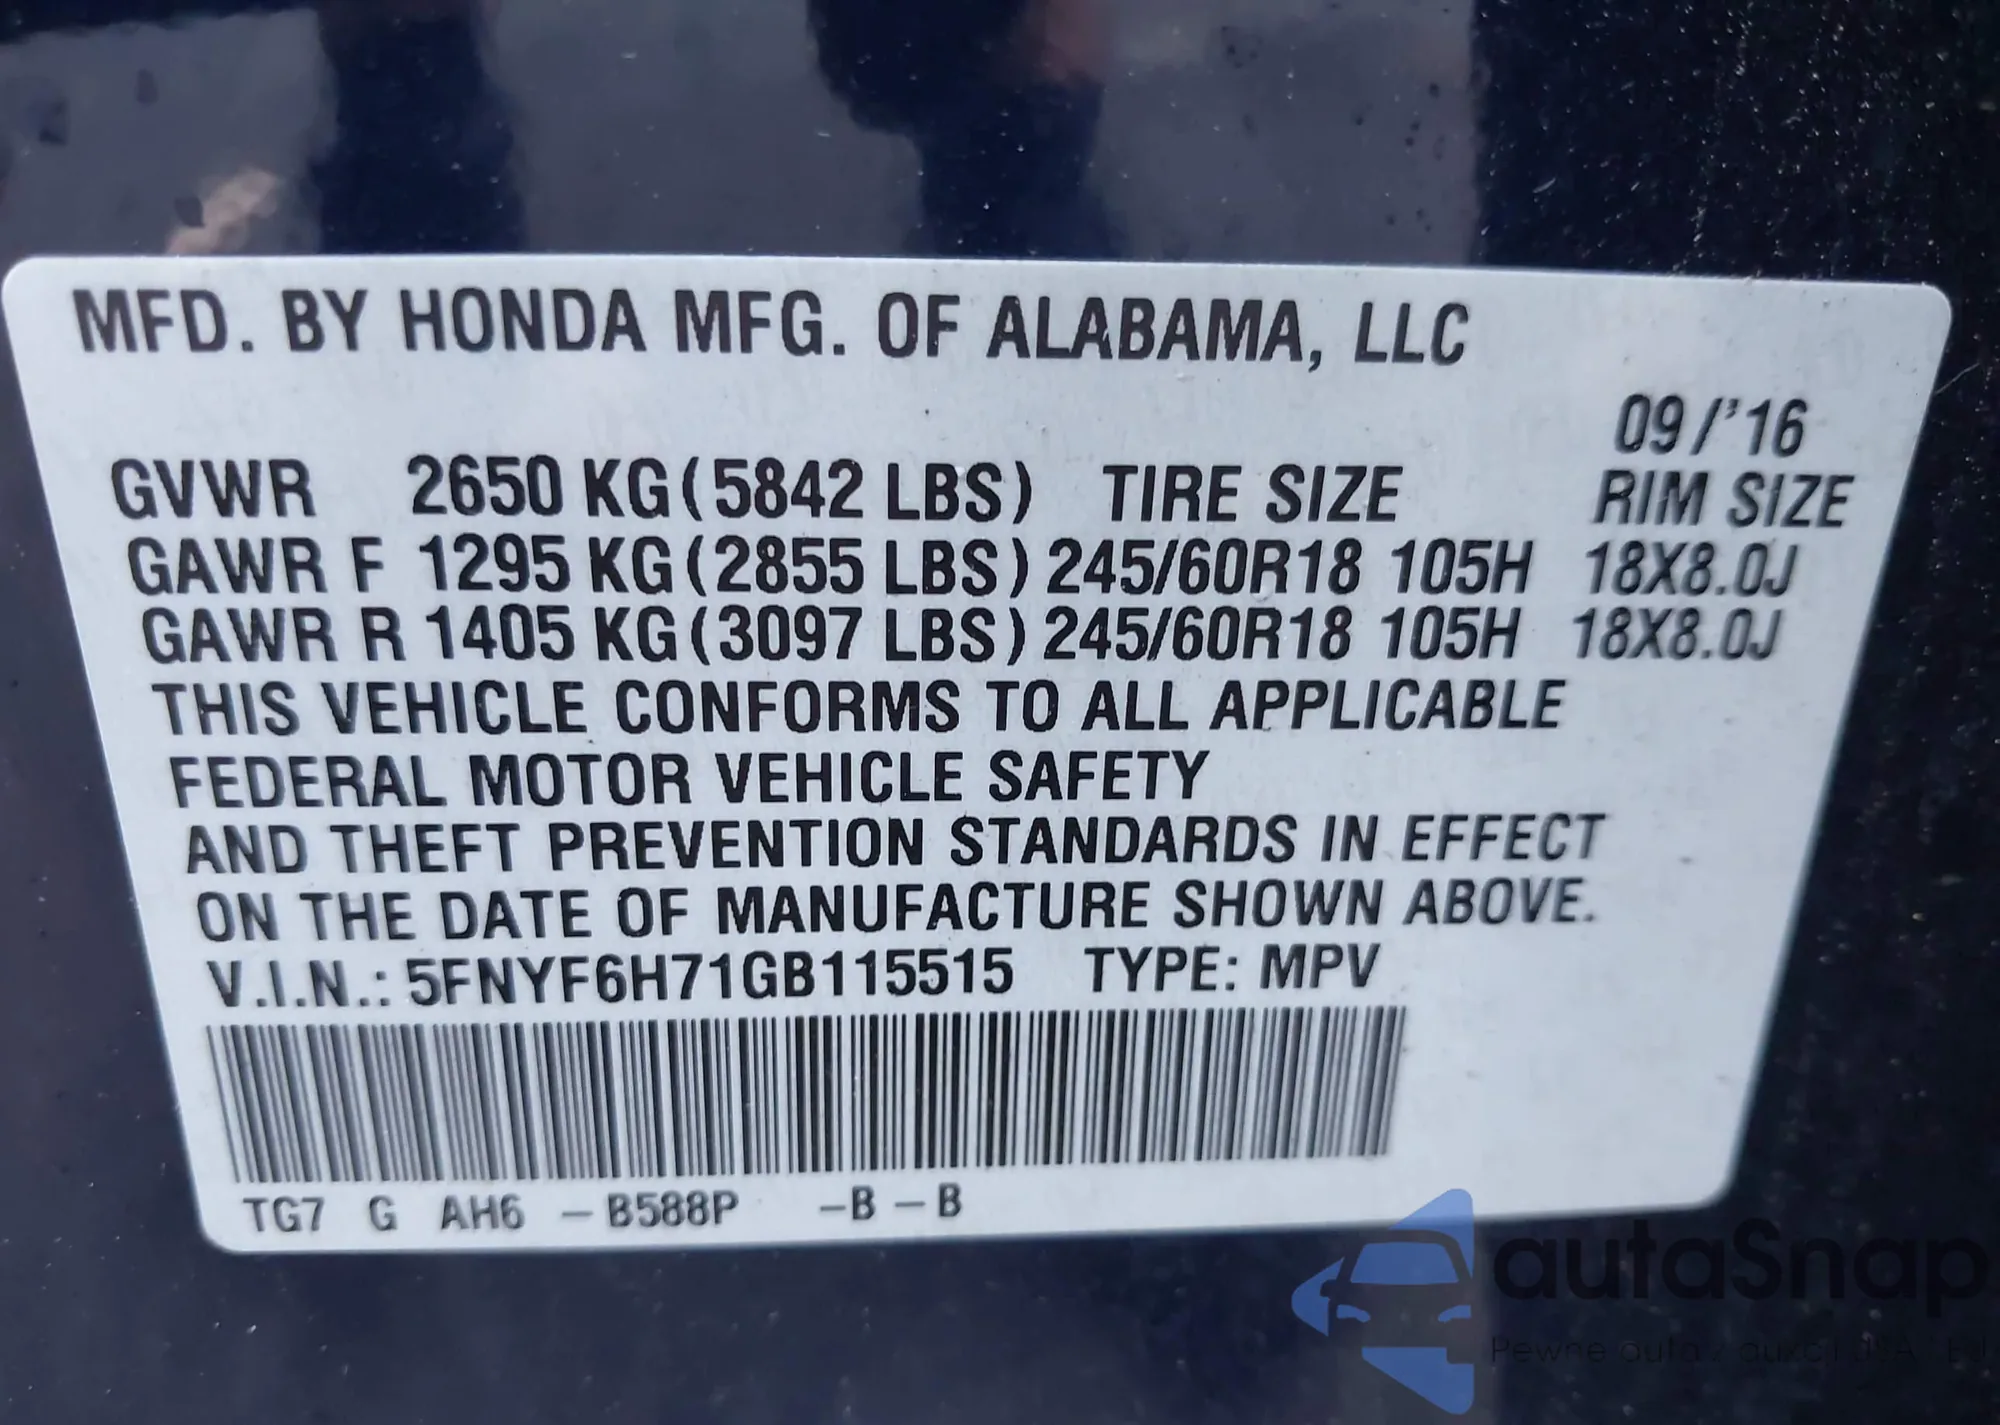 MFD. BY HONDA MFG. OF ALABAMA, LLC
09/'16
GVWR 2650 KG (5842 LBS) TIRE SIZE RIM SIZE
GAWR F 1295 KG (2855 LBS) 245/60R18 105H 18X8.0J
GAWR R 1405 KG (3097 LBS) 245/60R18 105H 18X8.0J
THIS VEHICLE CONFORMS TO ALL APPLICABLE
FEDERAL MOTOR VEHICLE SAFETY
AND THEFT PREVENTION STANDARDS IN EFFECT
ON THE DATE OF MANUFACTURE SHOWN ABOVE.
V.I.N.: 5FNYF6H71GB115515 TYPE: MPV
TG7 G AH6 – B588P – B – B
autaSnap
Pewne auta